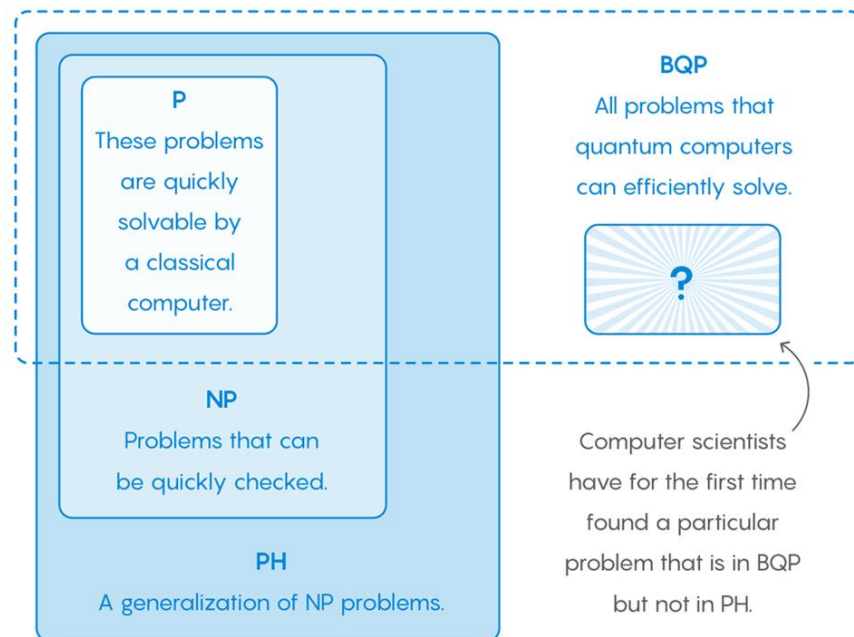 P
These problems
are quickly
solvable by
a classical
computer.
NP
Problems that can
be quickly checked.
PH
A generalization of NP problems.
BQP
All problems that
quantum computers
can efficiently solve.
?
Computer scientists
have for the first time
found a particular
problem that is in BQP
but not in PH.